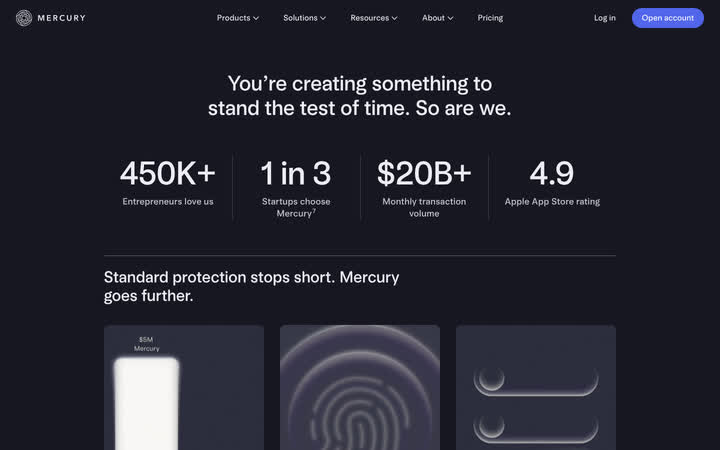 MERCURY
Products
Solutions
Resources
About
Pricing
Log in
Open account
You’re creating something to
stand the test of time. So are we.
450K+
Entrepreneurs love us
1 in 3
Startups choose
Mercury7
$20B+
Monthly transaction
volume
4.9
Apple App Store rating
Standard protection stops short. Mercury
goes further.
$5M
Mercury